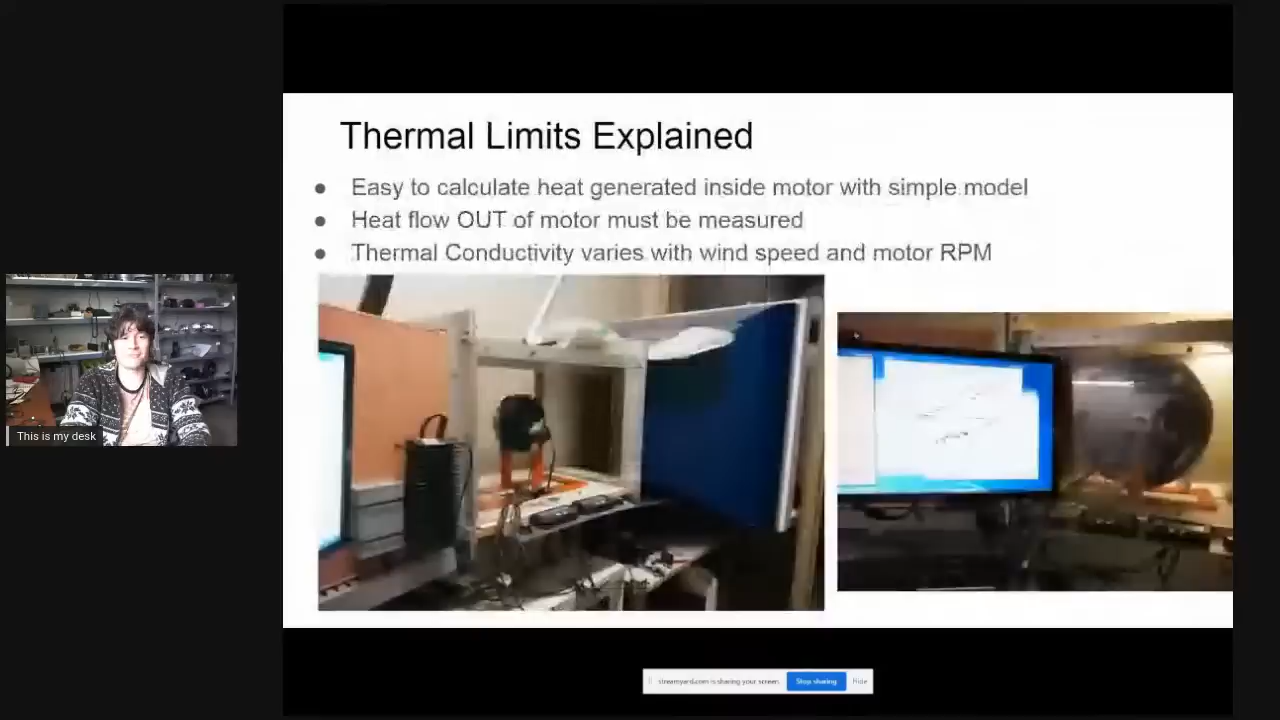 Thermal Limits Explained
● Easy to calculate heat generated inside motor with simple model
● Heat flow OUT of motor must be measured
● Thermal Conductivity varies with wind speed and motor RPM
This is my desk
streamyard.com is sharing your screen. Stop sharing Hide